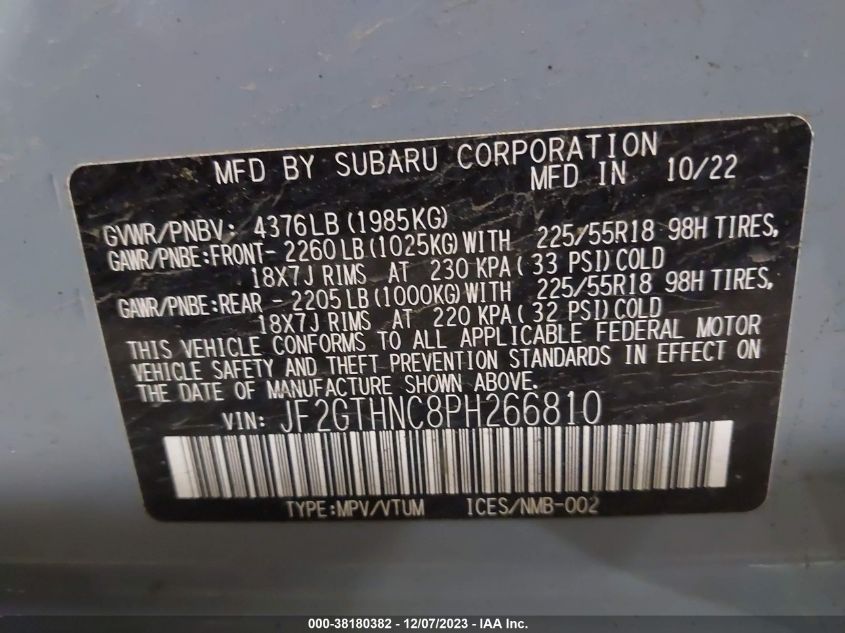 MFD BY SUBARU CORPORATION
MFD IN 10/22
GVWR/PNBV: 4376LB (1985KG)
GAWR/PNBE:FRONT- 2260 LB (1025KG) WITH 225/55R18 98H TIRES,
18X7J RIMS AT 230 KPA ( 33 PSI) COLD
GAWR/PNBE:REAR - 2205 LB (1000KG) WITH 225/55R18 98H TIRES,
18X7J RIMS AT 220 KPA ( 32 PSI) COLD
THIS VEHICLE CONFORMS TO ALL APPLICABLE FEDERAL MOTOR
VEHICLE SAFETY AND THEFT PREVENTION STANDARDS IN EFFECT ON
THE DATE OF MANUFACTURE SHOWN ABOVE.
VIN: JF2GTHNC8PH266810
TYPE:MPV/VTUM ICES/NMB-002
000-38180382 - 12/07/2023 - © IAA Inc.